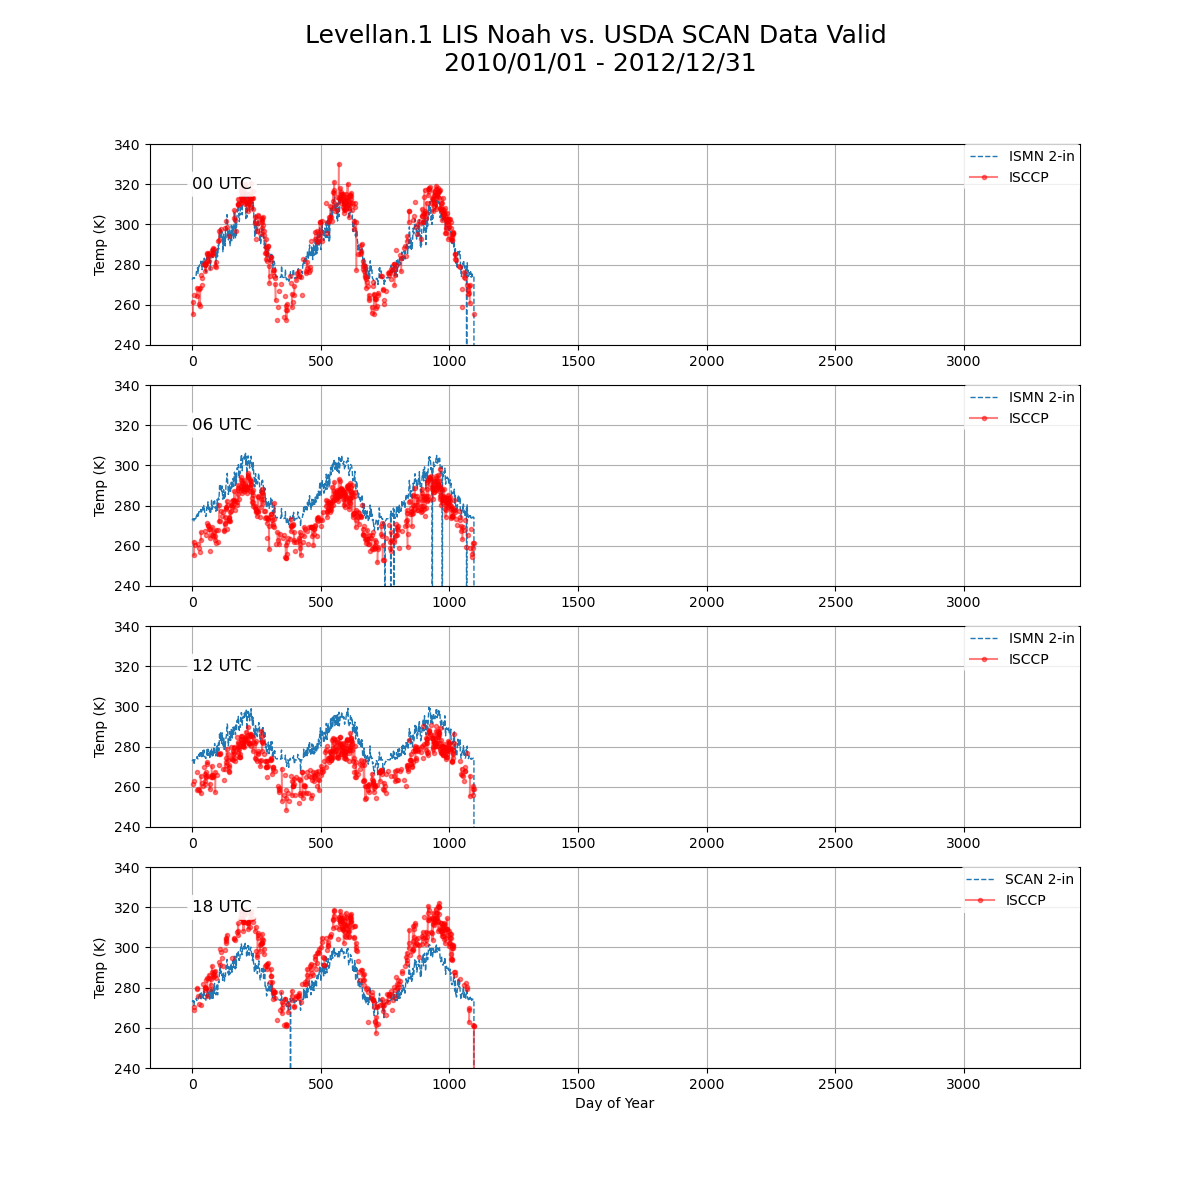 Levellan.1 LIS Noah vs. USDA SCAN Data Valid
2010/01/01 - 2012/12/31
340
320
300
280
260
240
Temp (K)
00 UTC
ISMN 2-in
ISCCP
0 500 1000 1500 2000 2500 3000
340
320
300
280
260
240
Temp (K)
06 UTC
ISMN 2-in
ISCCP
0 500 1000 1500 2000 2500 3000
340
320
300
280
260
240
Temp (K)
12 UTC
ISMN 2-in
ISCCP
0 500 1000 1500 2000 2500 3000
340
320
300
280
260
240
Temp (K)
18 UTC
SCAN 2-in
ISCCP
0 500 1000 1500 2000 2500 3000
Day of Year